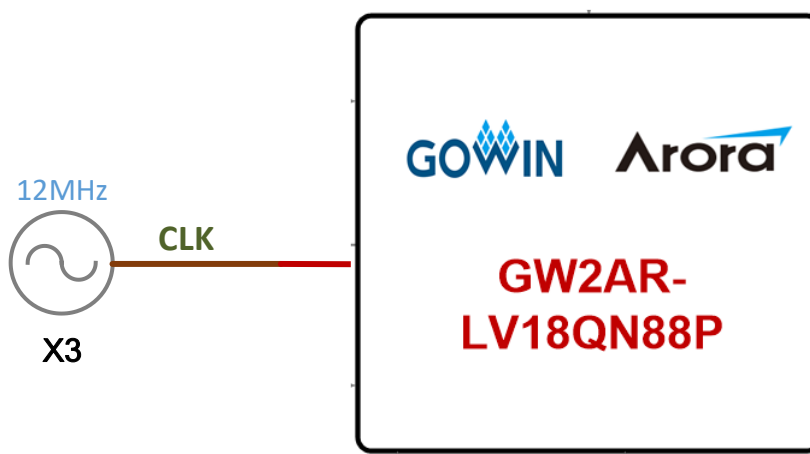 GOWIN
Arora
12MHz
CLK
GW2AR-
LV18QN88P
X3